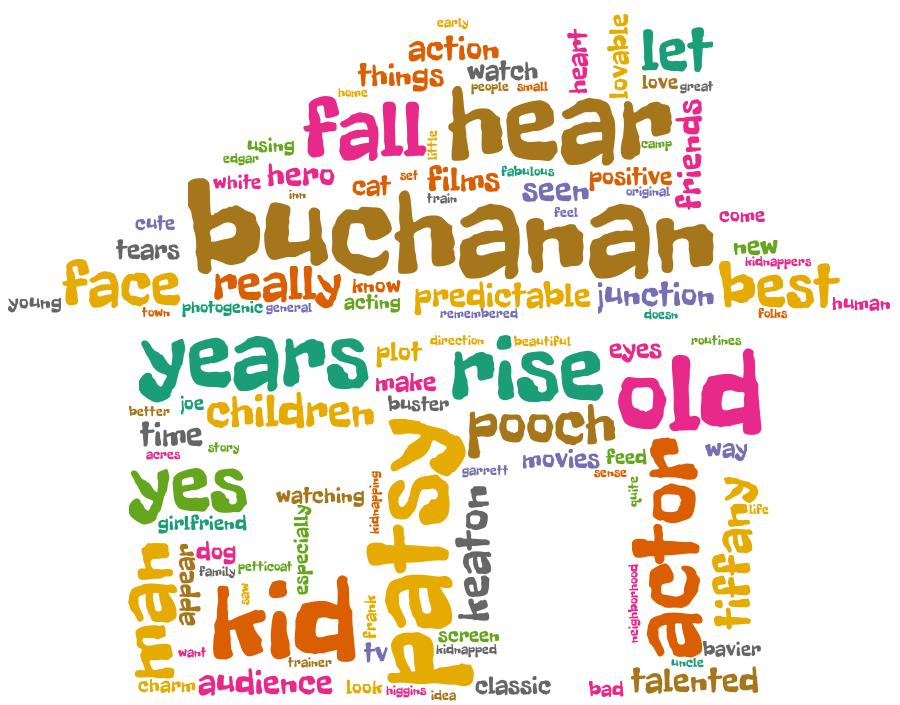 early
action
things
watch
people small
heart
lovable
let
love great
home
fall
hear
little
camp
friends
using
edgar
white hero
inn
cat set films
train
fabulous
seen
positive
original
feel
buchanan
cute
tears
come
new
kidnappers
young
face
town
really
photogenic general
know
acting
predictable
remembered
junction
doesn
best
folks
human
years
plot
direction
beautiful
rise
eyes
routines
old
make
buster
better joe
children
time
acres
story
pooch
movies feed
sense
way
yes
girlfriend
watching
kidnapping
patsy
garrett
keaton
quite
acton
tiffany
life
man
appear
dog
family
petticoat
especially
saw
kid
want
trainer
frank
tv
screen
kidnapped
neighborhood
bavier
uncle
charm audience
look higgins idea
classic
bad
talented